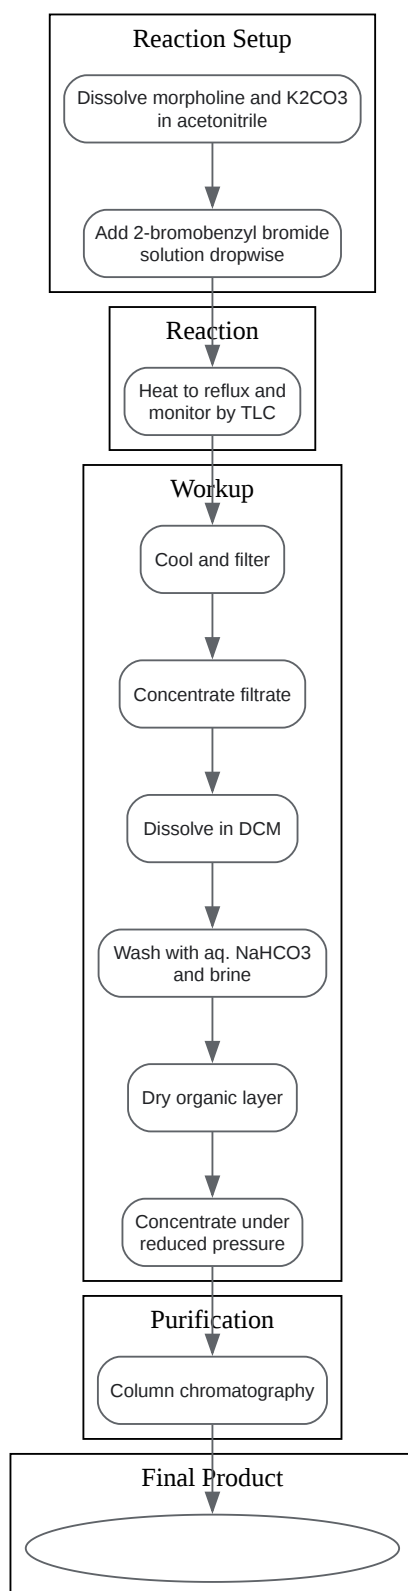 Reaction Setup
Dissolve morpholine and K2CO3
in acetonitrile
Add 2-bromobenzyl bromide
solution dropwise
Reaction
Heat to reflux and
monitor by TLC
Workup
Cool and filter
Concentrate filtrate
Dissolve in DCM
Wash with aq. NaHCO3
and brine
Dry organic layer
Concentrate under
reduced pressure
Purification
Column chromatography
Final Product